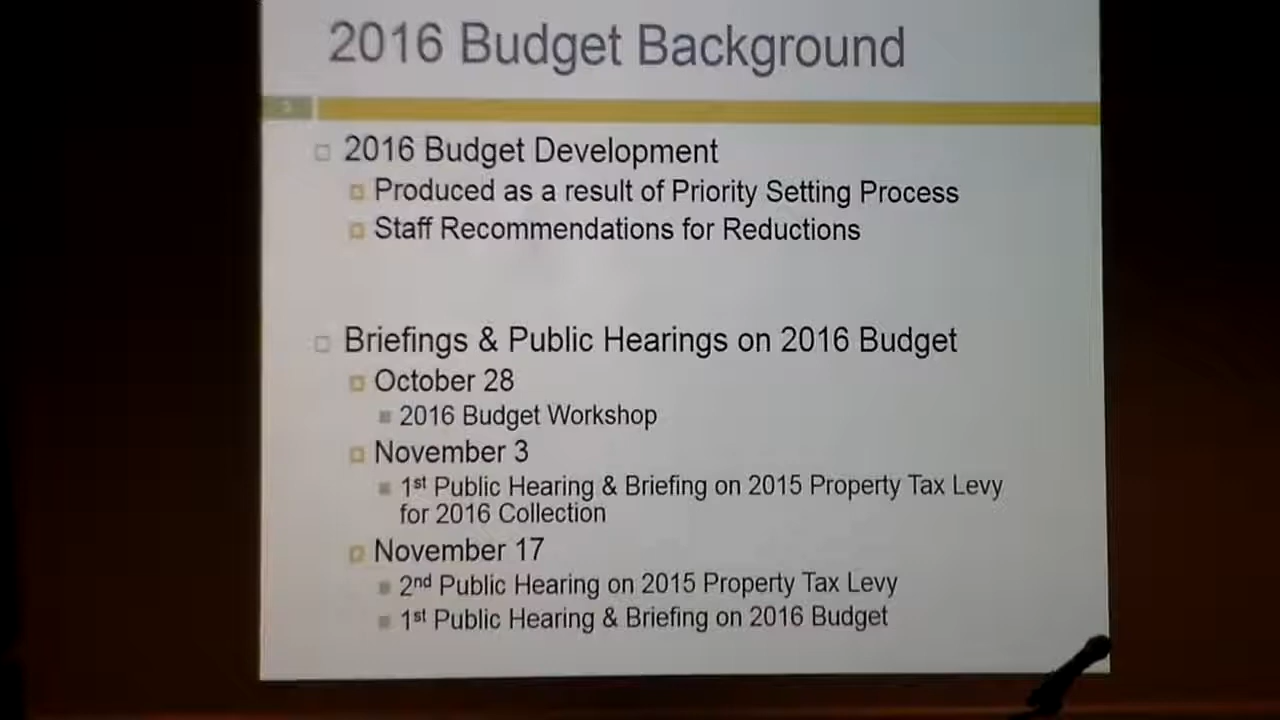 2016 Budget Background
2016 Budget Development
Produced as a result of Priority Setting Process
Staff Recommendations for Reductions
Briefings & Public Hearings on 2016 Budget
October 28
2016 Budget Workshop
November 3
1st Public Hearing & Briefing on 2015 Property Tax Levy
for 2016 Collection
November 17
2nd Public Hearing on 2015 Property Tax Levy
1st Public Hearing & Briefing on 2016 Budget